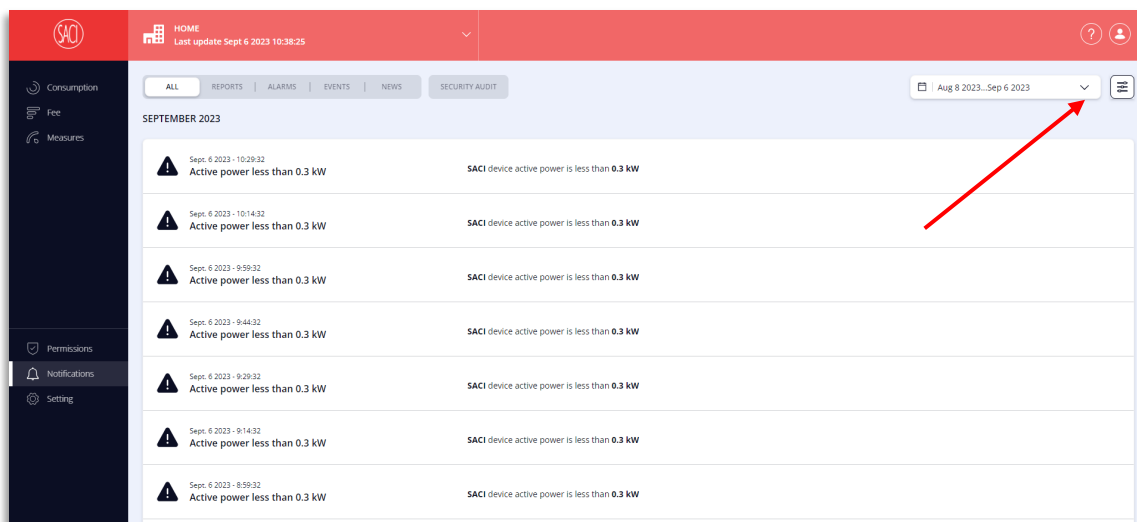 SACI
HOME
Last update Sept 6 2023 10:38:25
?
Consumption
Fee
Measures
Permissions
Notifications
Setting
ALL REPORTS | ALARMS | EVENTS | NEWS SECURITY AUDIT
Aug 8 2023...Sep 6 2023
SEPTEMBER 2023
Sept. 6 2023 - 10:29:32
Active power less than 0.3 kW
SACI device active power is less than 0.3 kW
Sept. 6 2023 - 10:14:32
Active power less than 0.3 kW
SACI device active power is less than 0.3 kW
Sept. 6 2023 - 9:59:32
Active power less than 0.3 kW
SACI device active power is less than 0.3 kW
Sept. 6 2023 - 9:44:32
Active power less than 0.3 kW
SACI device active power is less than 0.3 kW
Sept. 6 2023 - 9:29:32
Active power less than 0.3 kW
SACI device active power is less than 0.3 kW
Sept. 6 2023 - 9:14:32
Active power less than 0.3 kW
SACI device active power is less than 0.3 kW
Sept. 6 2023 - 8:59:32
Active power less than 0.3 kW
SACI device active power is less than 0.3 kW